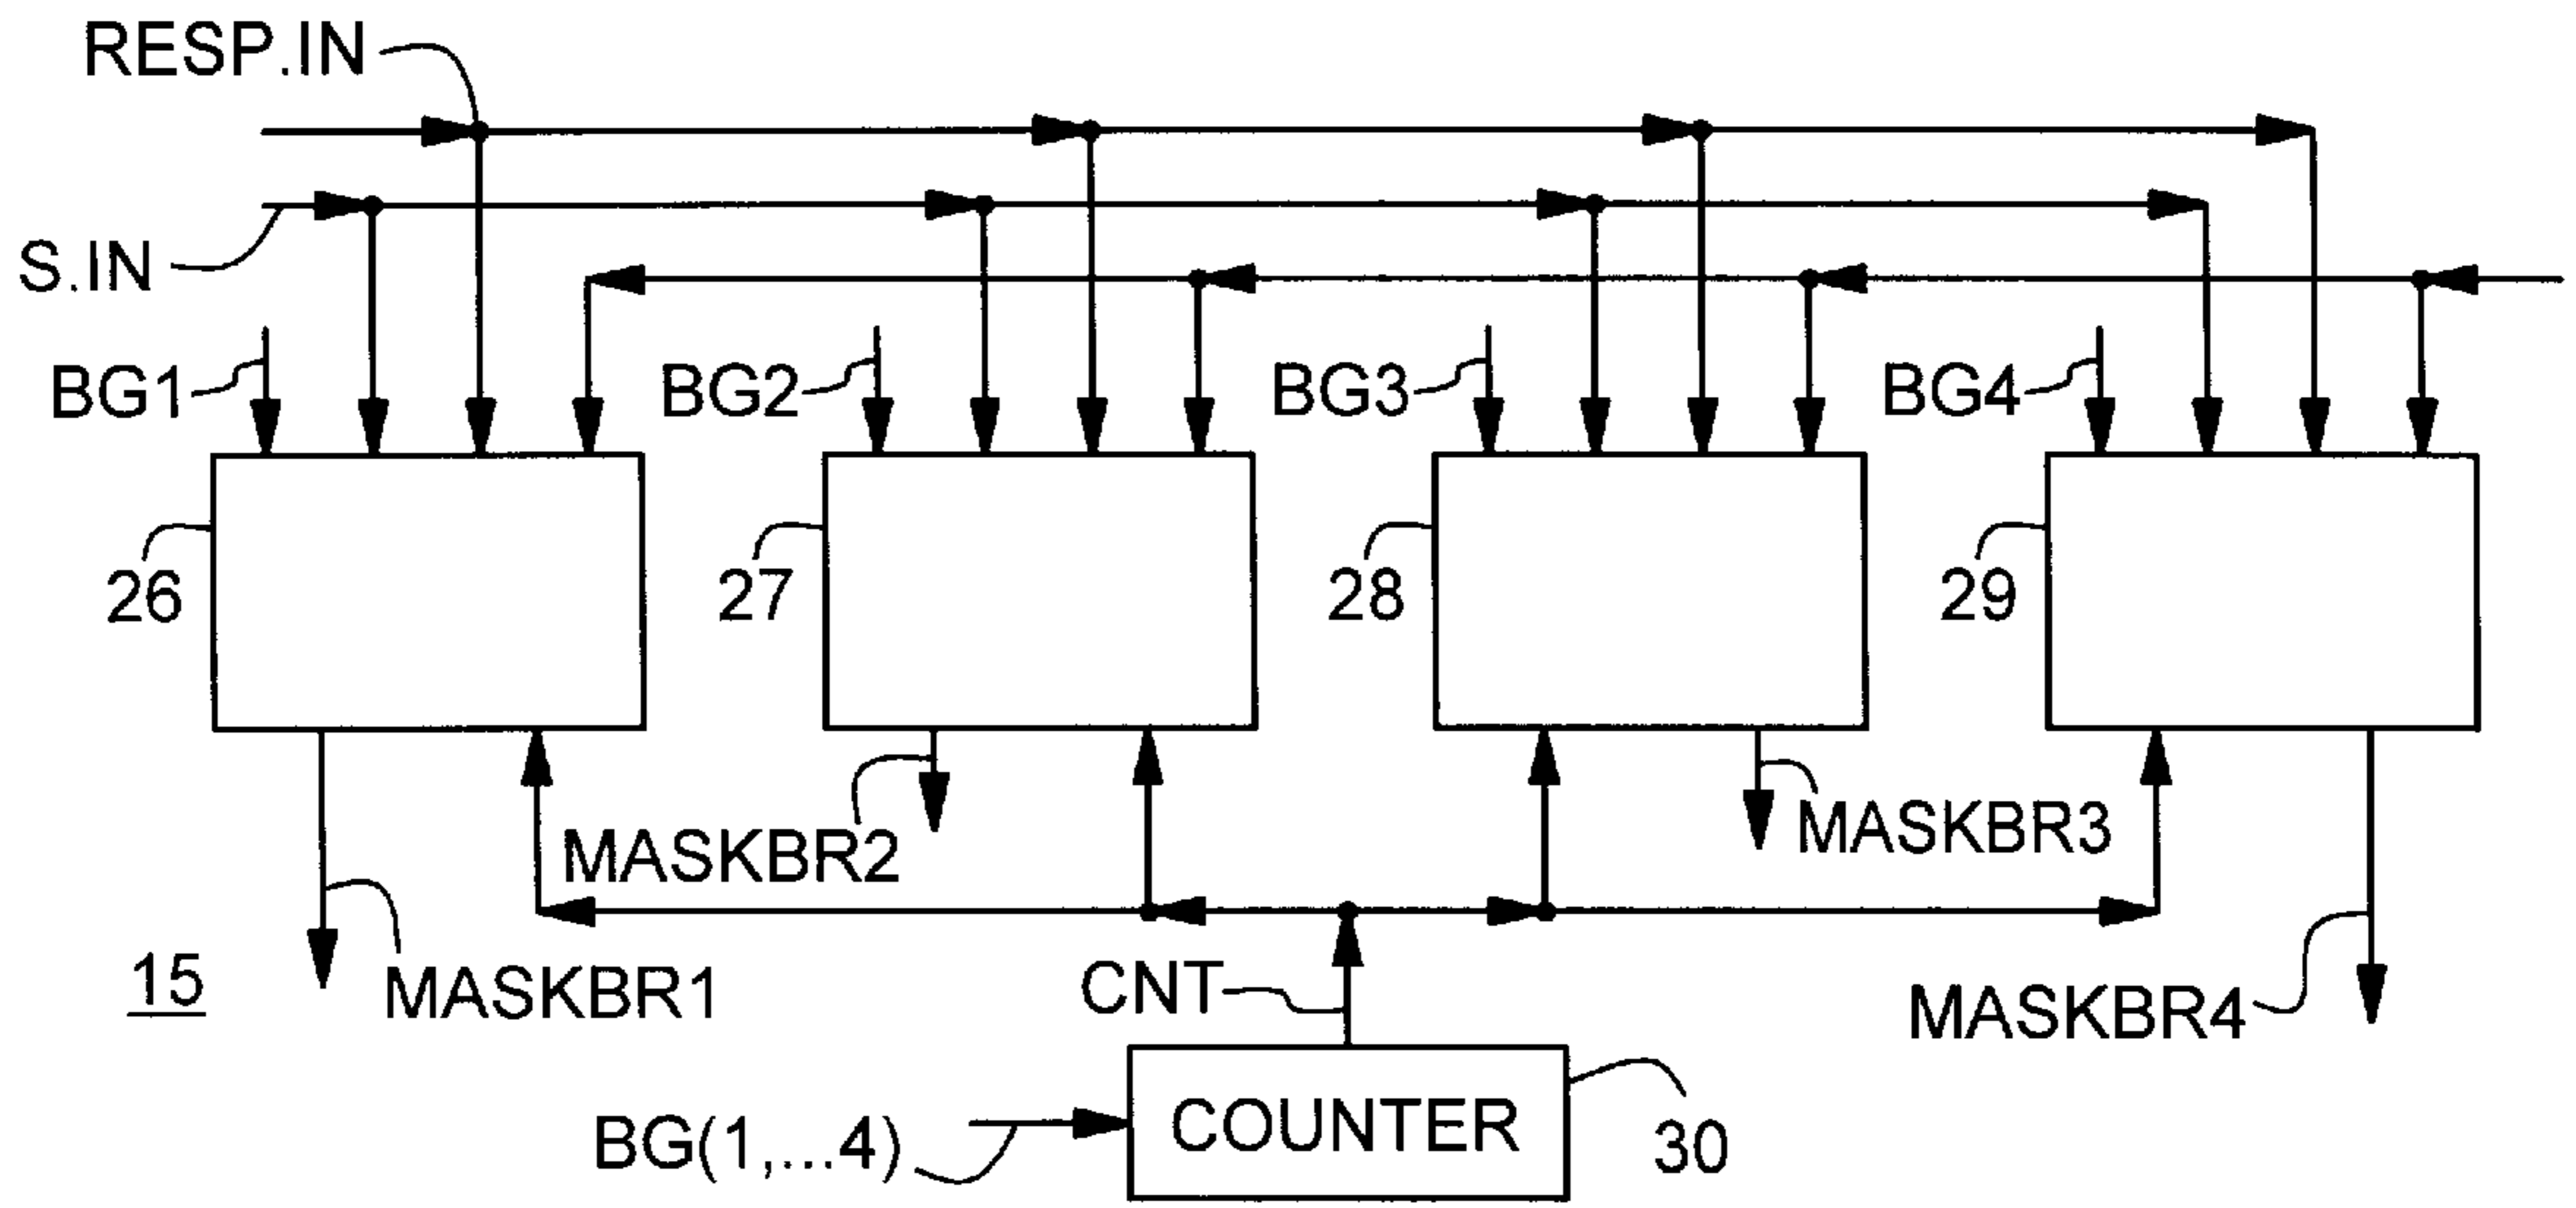 RESP.IN
S.IN
BG1
BG2
BG3
BG4
26
27
28
29
MASKBR2
MASKBR3
15
MASKBR1
CNT
MASKBR4
BG(1,...4)
COUNTER
30